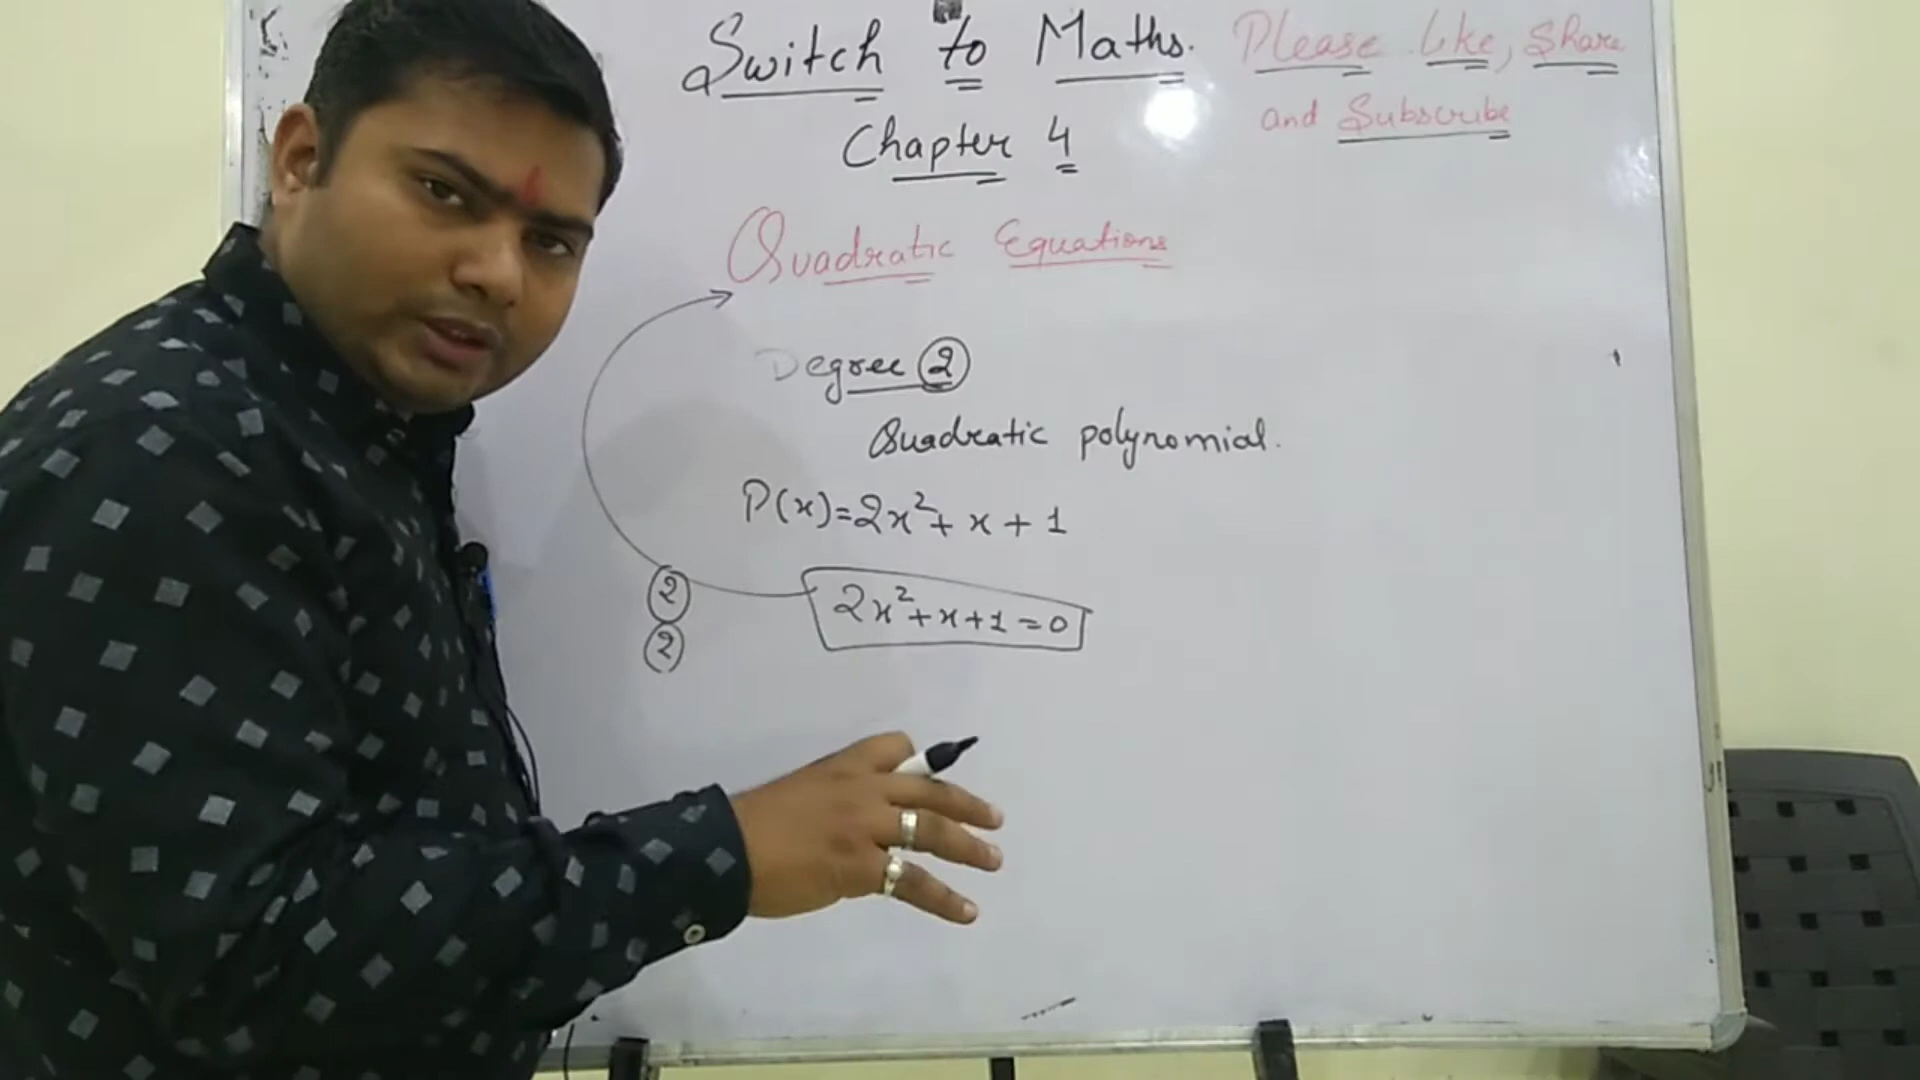 Switch to Maths. Please Like, Share
and Subscribe
Chapter 4
Quadratic Equations
Degree 2
Quadratic polynomial.
P(x)=2x²+x+1
2
2x²+x+1=0
2